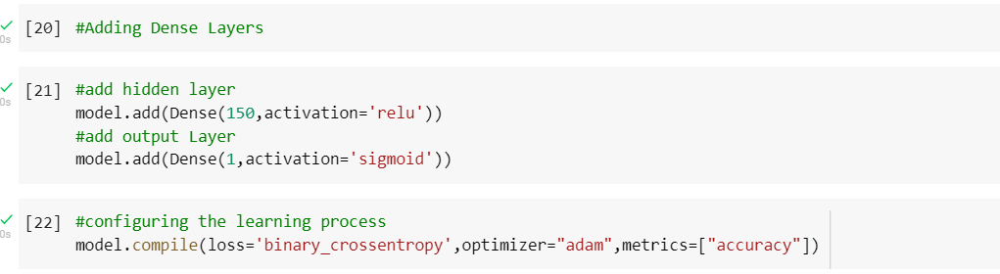 [20] #Adding Dense Layers
0s
[21] #add hidden layer
0s
model.add(Dense(150,activation='relu'))
#add output Layer
model.add(Dense(1,activation='sigmoid'))
[22] #configuring the learning process
0s
model.compile(loss='binary_crossentropy',optimizer="adam",metrics=["accuracy"])